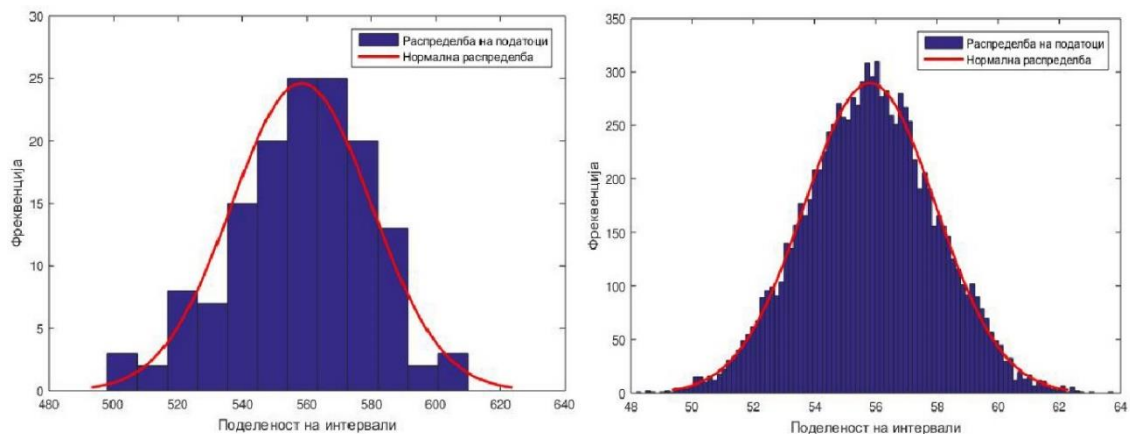 30
25
20
15
10
5
0
480 500 520 540 560 580 600 620 640
Фреквенција
Поделеност на интервали
Распределба на податоци
Нормална распределба
350
300
250
200
150
100
50
0
48 50 52 54 56 58 60 62 64
Фреквенција
Поделеност на интервали
Распределба на податоци
Нормална распределба